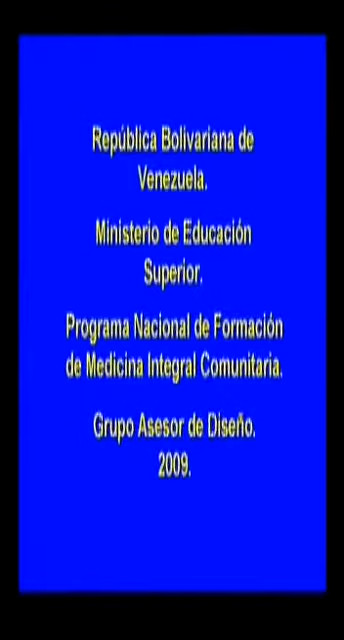 República Bolivariana de
Venezuela.
Ministerio de Educación
Superior.
Programa Nacional de Formación
de Medicina Integral Comunitaria.
Grupo Asesor de Diseño.
2009.